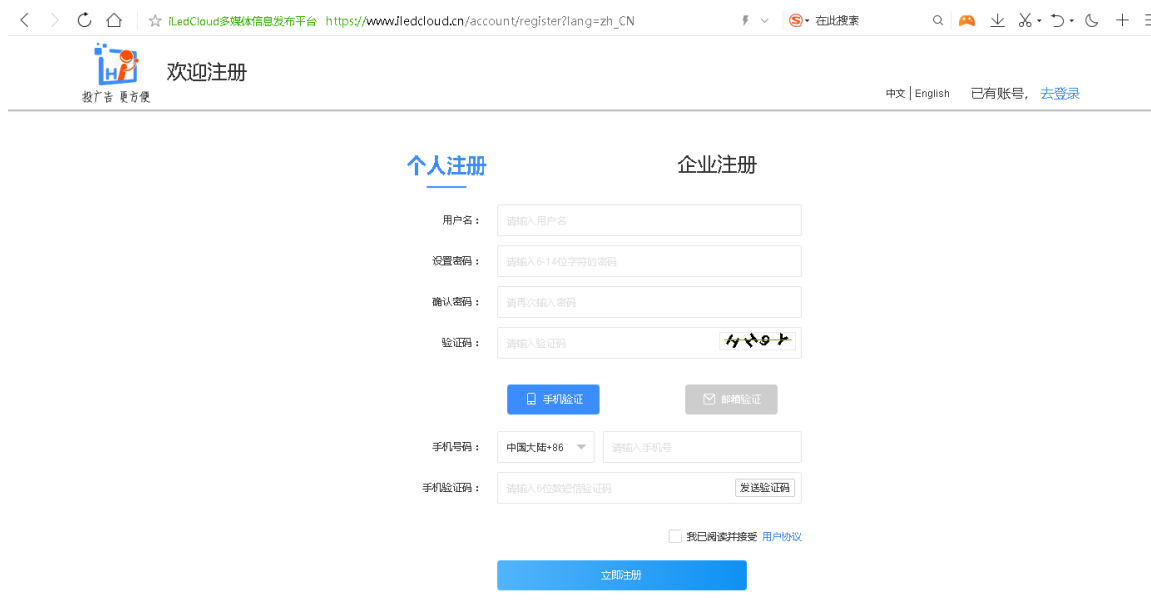 iLedCloud多媒体信息发布平台 https://www.iledcloud.cn/account/register?lang=zh_CN 在此搜索
投广告 更方便
欢迎注册
中文 | English 已有账号, 去登录
个人注册 企业注册
用户名: 请输入用户名
设置密码: 请输入6-14位字符的密码
确认密码: 请再次输入密码
验证码: 请输入验证码 HH9Y
手机验证 邮箱验证
手机号码: 中国大陆+86 请输入手机号
手机验证码: 请输入6位数短信验证码 发送验证码
我已阅读并接受 用户协议
立即注册